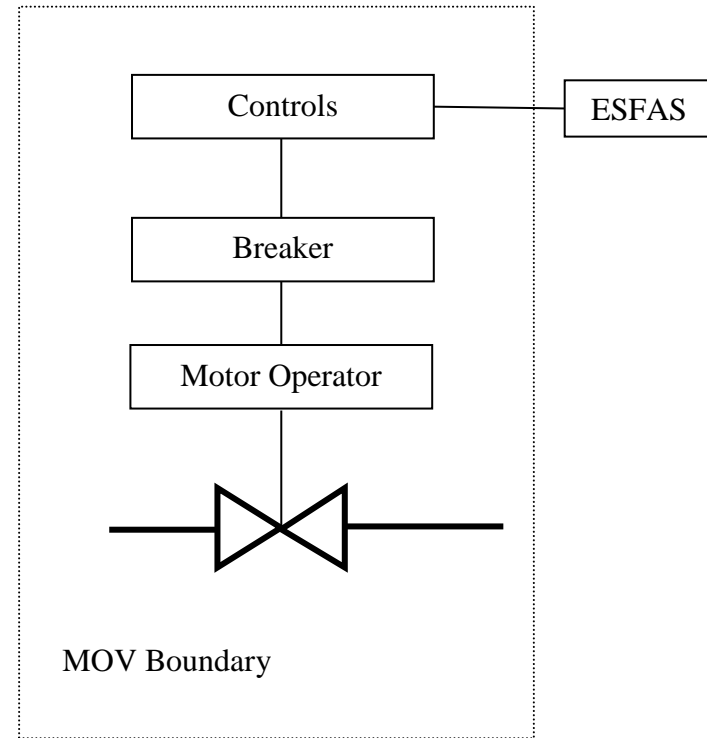 Controls
ESFAS
Breaker
Motor Operator
MOV Boundary